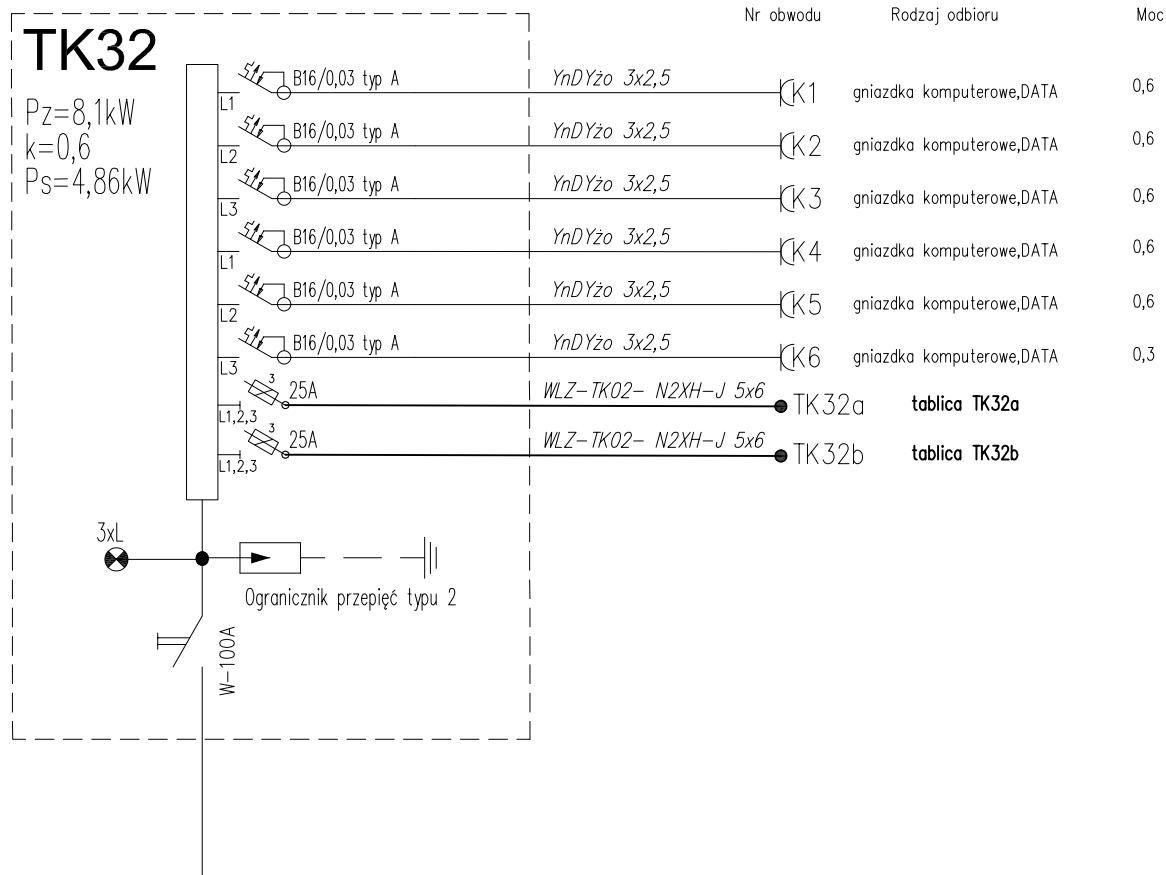 Nr obwodu Rodzaj odbioru Moc
TK32
Pz=8,1kW
k=0,6
Ps=4,86kW
L1 B16/0,03 typ A YnDYżo 3x2,5 K1 gniazdka komputerowe,DATA 0,6
L2 B16/0,03 typ A YnDYżo 3x2,5 K2 gniazdka komputerowe,DATA 0,6
L3 B16/0,03 typ A YnDYżo 3x2,5 K3 gniazdka komputerowe,DATA 0,6
L1 B16/0,03 typ A YnDYżo 3x2,5 K4 gniazdka komputerowe,DATA 0,6
L2 B16/0,03 typ A YnDYżo 3x2,5 K5 gniazdka komputerowe,DATA 0,6
L3 B16/0,03 typ A YnDYżo 3x2,5 K6 gniazdka komputerowe,DATA 0,3
L1,2,3 3 25A WLZ-TK02- N2XH-J 5x6 TK32a tablica TK32a
L1,2,3 3 25A WLZ-TK02- N2XH-J 5x6 TK32b tablica TK32b
3xL
Ogranicznik przepięć typu 2
W-100A